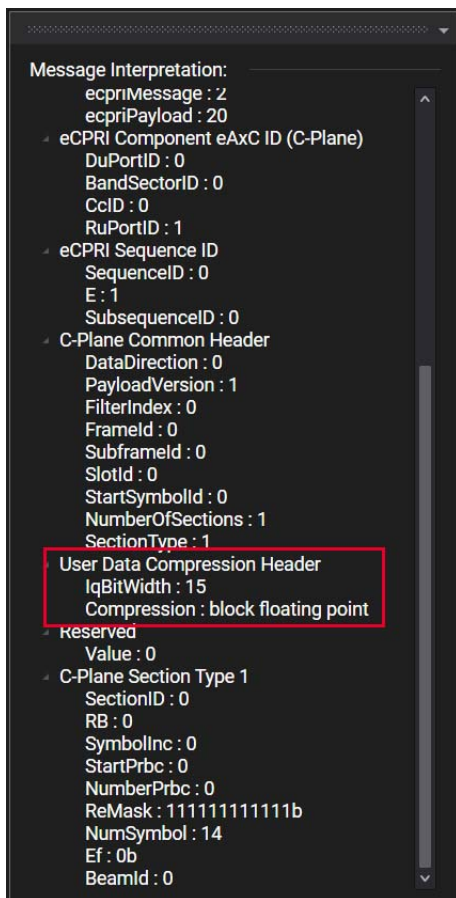 Message Interpretation:
ecpriMessage : 2
ecpriPayload : 20
eCPRI Component eAxC ID (C-Plane)
DuPortID : 0
BandSectorID : 0
CcID : 0
RuPortID : 1
eCPRI Sequence ID
SequenceID : 0
E : 1
SubsequenceID : 0
C-Plane Common Header
DataDirection : 0
PayloadVersion : 1
FilterIndex : 0
FrameId : 0
SubframeId : 0
SlotId : 0
StartSymbolId : 0
NumberOfSections : 1
SectionType : 1
User Data Compression Header
IqBitWidth : 15
Compression : block floating point
Reserved
Value : 0
C-Plane Section Type 1
SectionID : 0
RB : 0
SymbolInc : 0
StartPrbc : 0
NumberPrbc : 0
ReMask : 111111111111b
NumSymbol : 14
Ef : 0b
BeamId : 0